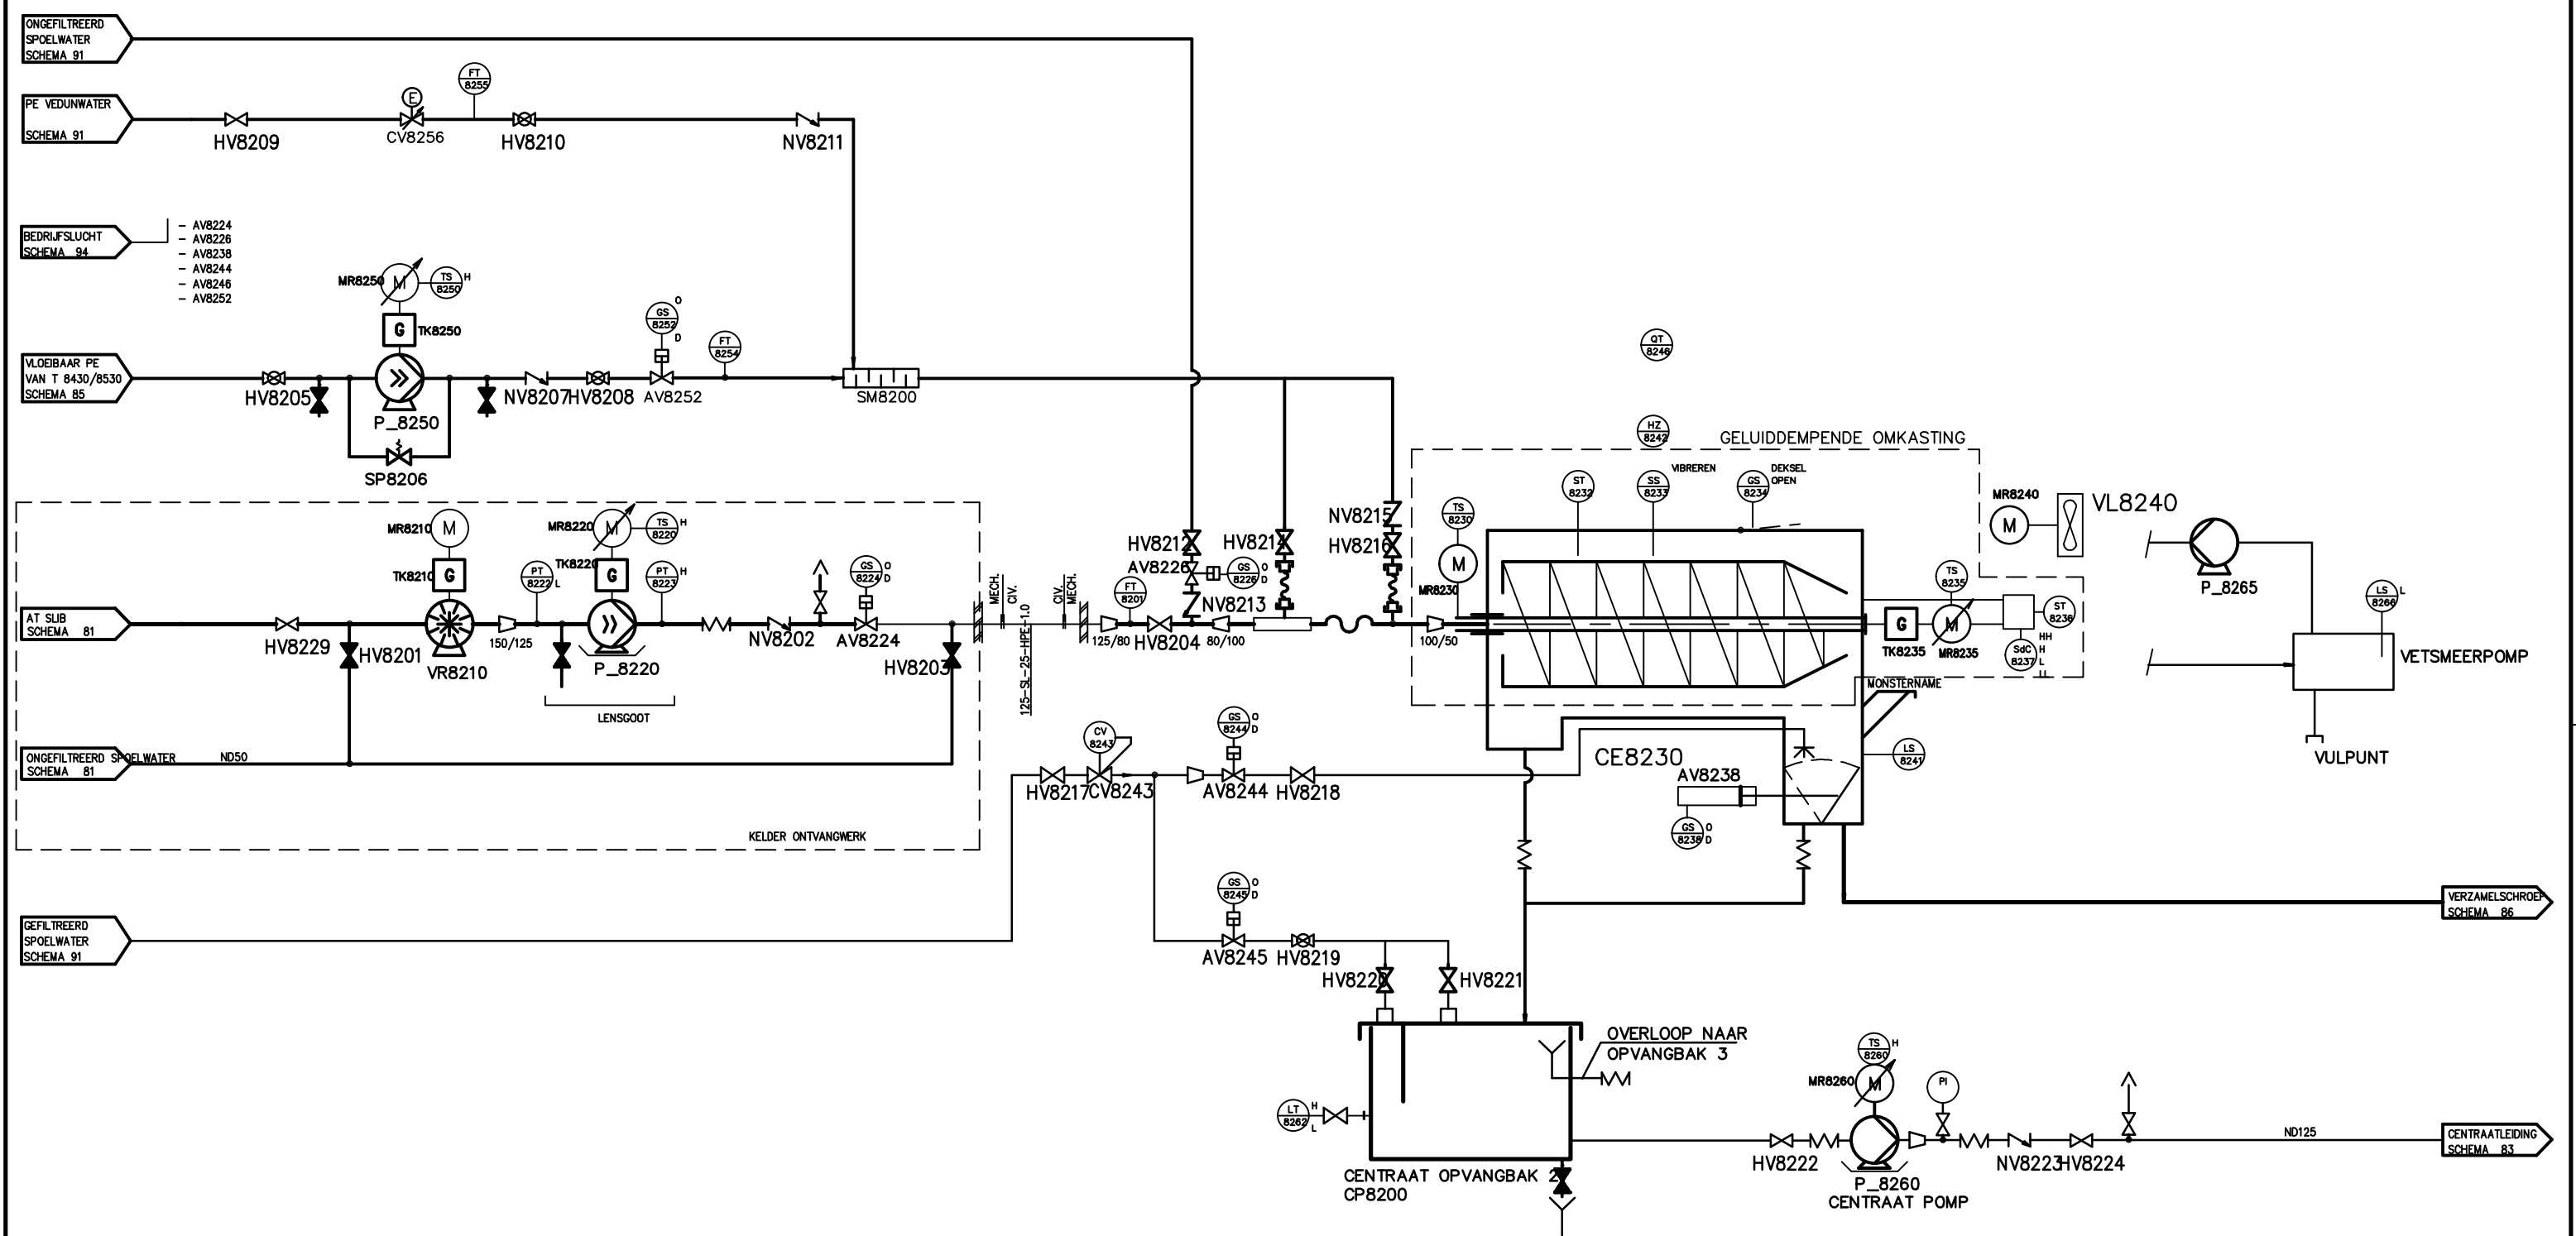 ONGEFILTREERD
SPOELWATER
SCHEMA 91
PE VEDUNWATER
SCHEMA 91
HV8209
E
CV8256
FT
8255
HV8210
NV8211
BEDRIJFSLUCHT
SCHEMA 94
- AV8224
- AV8226
- AV8238
- AV8244
- AV8246
- AV8252
MR8250
M
TS
8250
H
G
TK8250
VLOEIBAAR PE
VAN T 8430/8530
SCHEMA 85
HV8205
P_8250
SP8206
NV8207
HV8208
GS
8252
O
D
AV8252
FT
8254
SM8200
QT
8246
HZ
8242
GELUIDDEMPENDE OMKASTING
MR8210
M
TK8210
G
MR8220
M
TS
8220
H
TK8220
G
PT
8222
L
PT
8223
H
GS
8224
O
D
AT SLIB
SCHEMA 81
HV8229
HV8201
VR8210
150/125
P_8220
LENSGOOT
NV8202
AV8224
HV8203
MECH.
CIV.
125-SL-25-HPE-1.0
CIV.
MECH.
125/80
FT
8201
HV8204
80/100
HV8212
AV8226
GS
8226
O
D
NV8213
HV8214
NV8215
HV8216
100/50
TS
8230
M
MR8230
ST
8232
SS
8233
VIBREREN
GS
8234
DEKSEL
OPEN
MR8240
M
VL8240
TS
8235
G
TK8235
M
MR8235
ST
8236
SdC
8237
HH
H
L
LL
MONSTERNAME
LS
8241
P_8265
LS
8266
L
VETSMEERPOMP
VULPUNT
ONGEFILTREERD SPOELWATER
SCHEMA 81
ND50
KELDER ONTVANGWERK
CV
8243
HV8217
CV8243
GS
8244
O
D
AV8244
HV8218
CE8230
AV8238
GS
8238
O
D
GEFILTREERD
SPOELWATER
SCHEMA 91
GS
8245
O
D
AV8245
HV8219
HV8220
HV8221
VERZAMELSCHROEF
SCHEMA 86
OVERLOOP NAAR
OPVANGBAK 3
LT
8262
H
L
CENTRAAT OPVANGBAK 2
CP8200
TS
8260
H
MR8260
M
PI
HV8222
P_8260
CENTRAAT POMP
NV8223
HV8224
ND125
CENTRAATLEIDING
SCHEMA 83